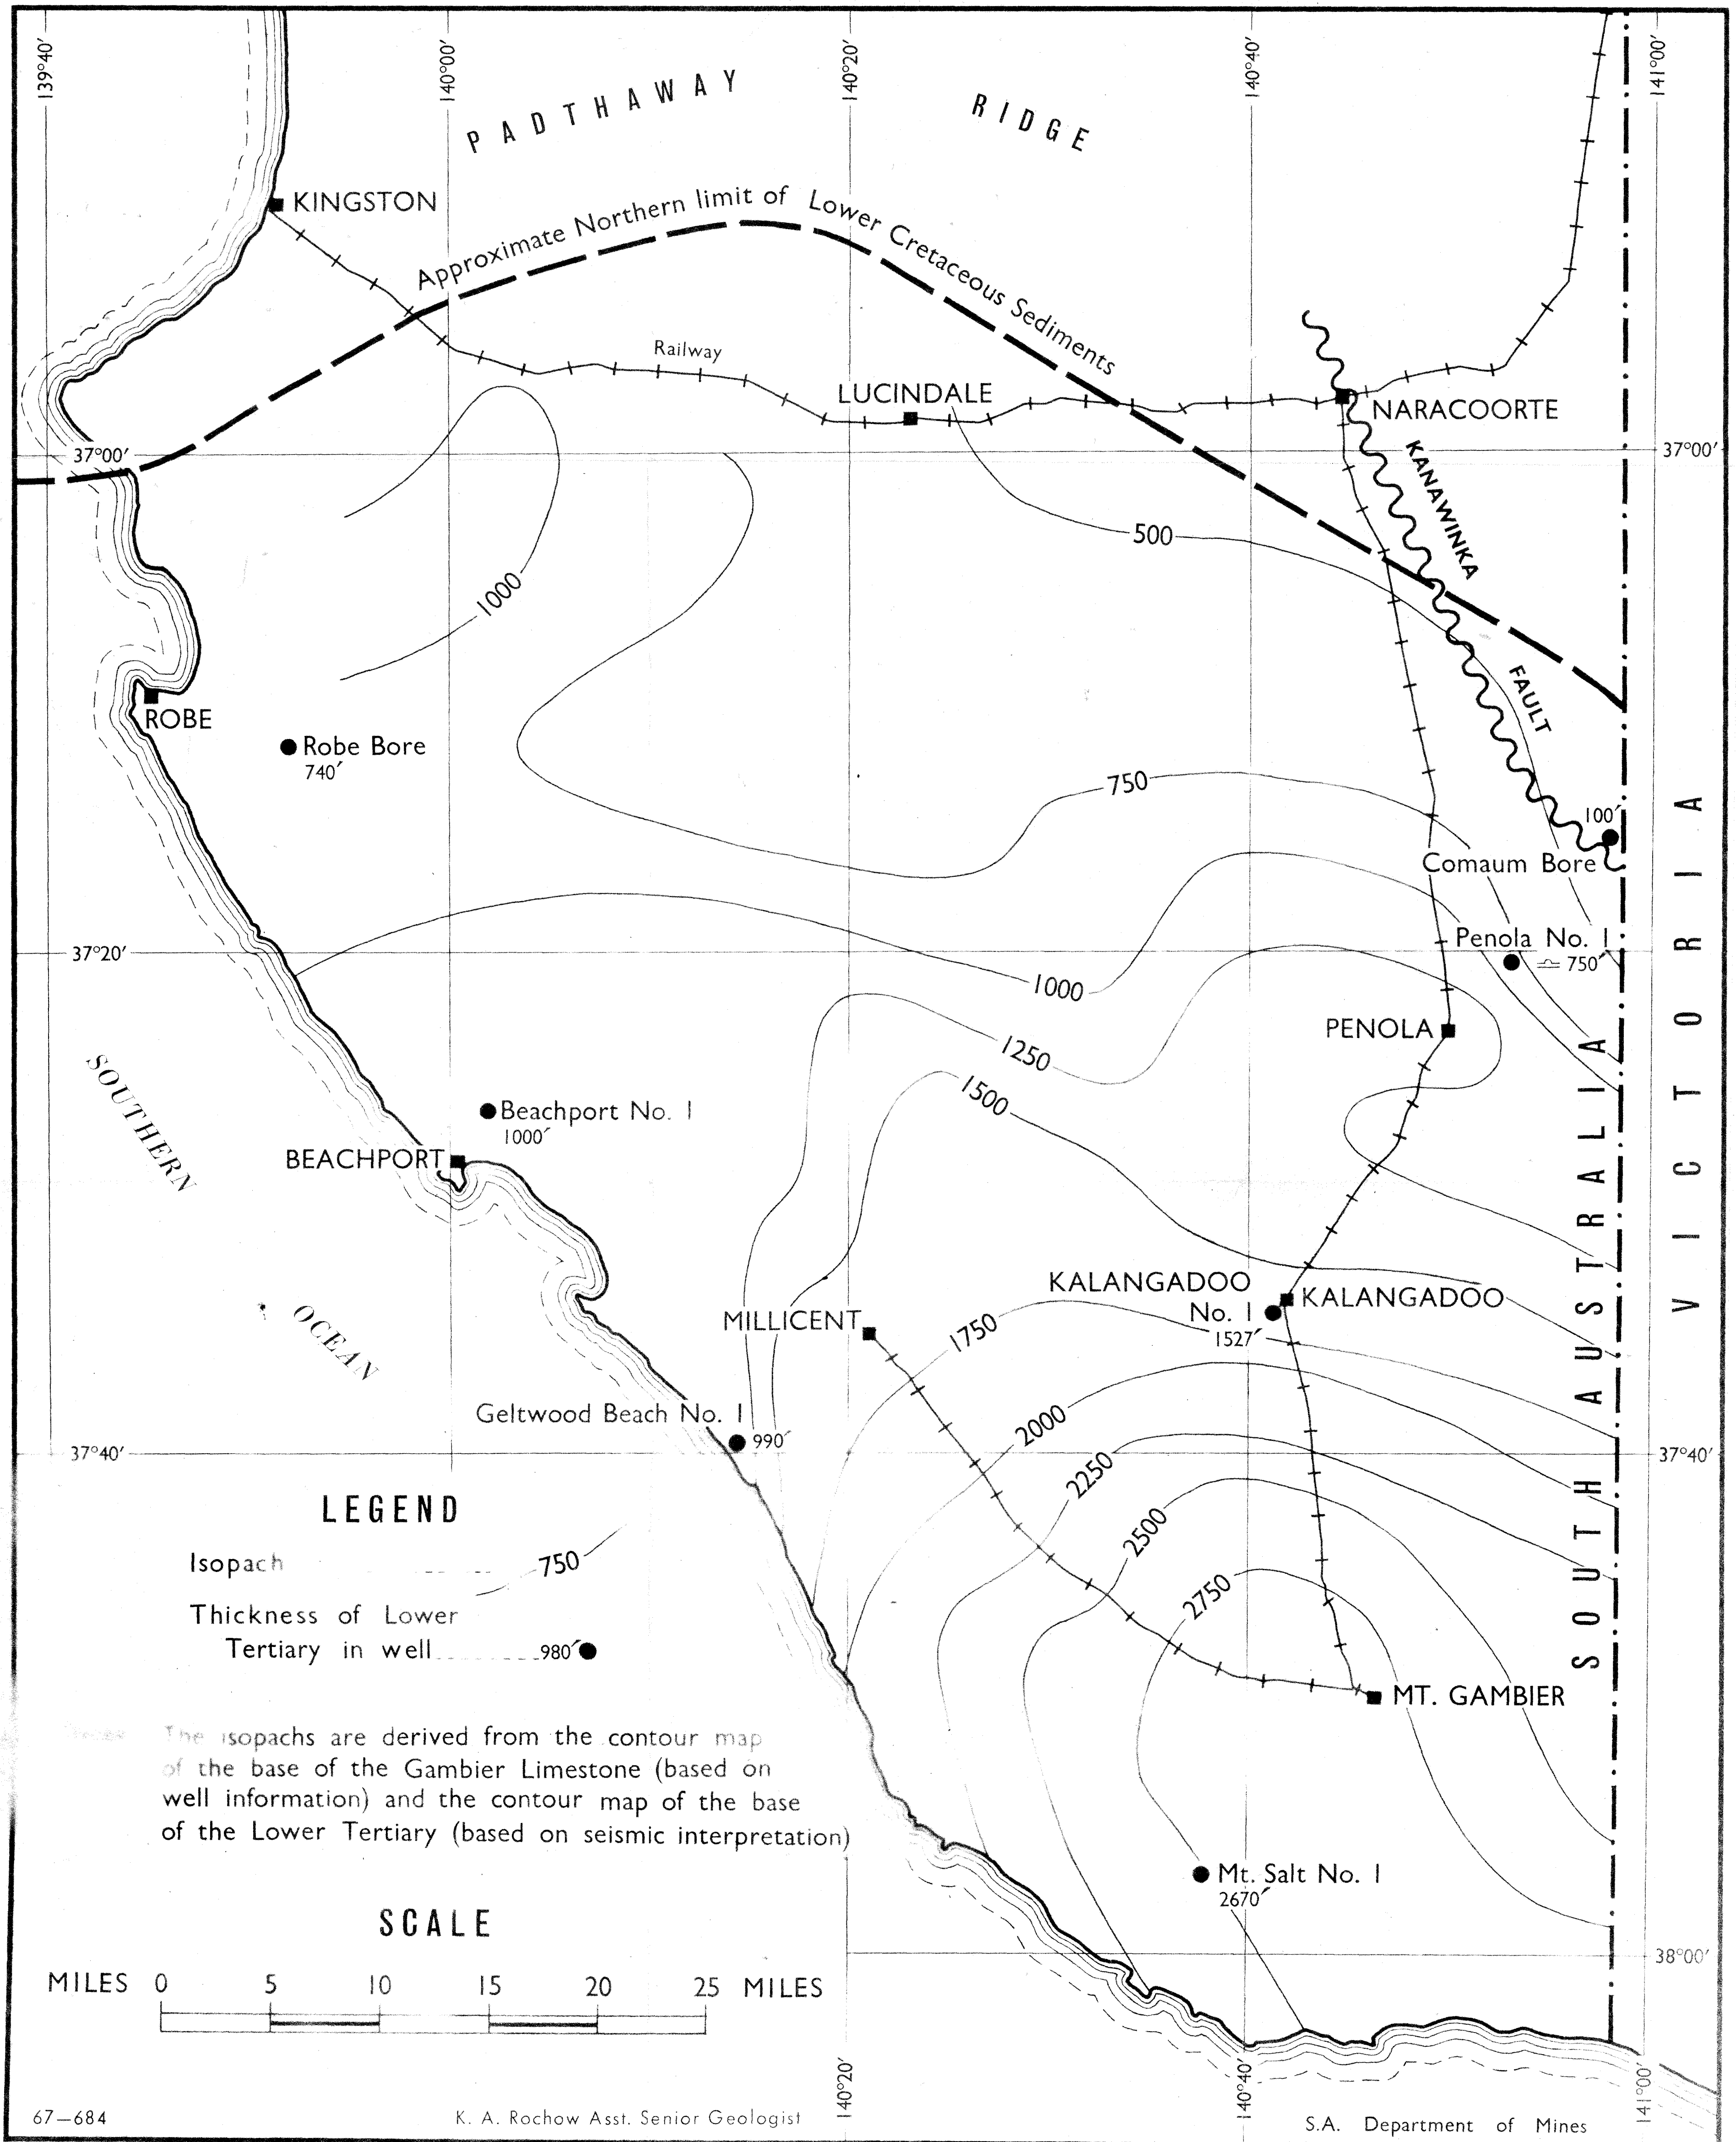 139°40′
140°00′
140°20′
140°40′
141°00′
PADTHAWAY RIDGE
KINGSTON
Approximate Northern limit of Lower Cretaceous Sediments
Railway
LUCINDALE
NARACOORTE
37°00′
37°00′
KANAWINKA FAULT
500
1000
ROBE
Robe Bore
740′
750
100′
Comaum Bore
37°20′
Penola No. 1
≏ 750′
1000
PENOLA
1250
1500
SOUTHERN OCEAN
Beachport No. 1
1000′
BEACHPORT
KALANGADOO
No. 1
1527′
KALANGADOO
MILLICENT
1750
Geltwood Beach No. 1
990′
2000
37°40′
37°40′
2250
2500
2750
SOUTH AUSTRALIA
VICTORIA
LEGEND
Isopach 750
Thickness of Lower
Tertiary in well 980′
MT. GAMBIER
The isopachs are derived from the contour map
of the base of the Gambier Limestone (based on
well information) and the contour map of the base
of the Lower Tertiary (based on seismic interpretation)
Mt. Salt No. 1
2670′
SCALE
38°00′
MILES 0 5 10 15 20 25 MILES
140°20′
140°40′
141°00′
67—684
K. A. Rochow Asst. Senior Geologist
S.A. Department of Mines